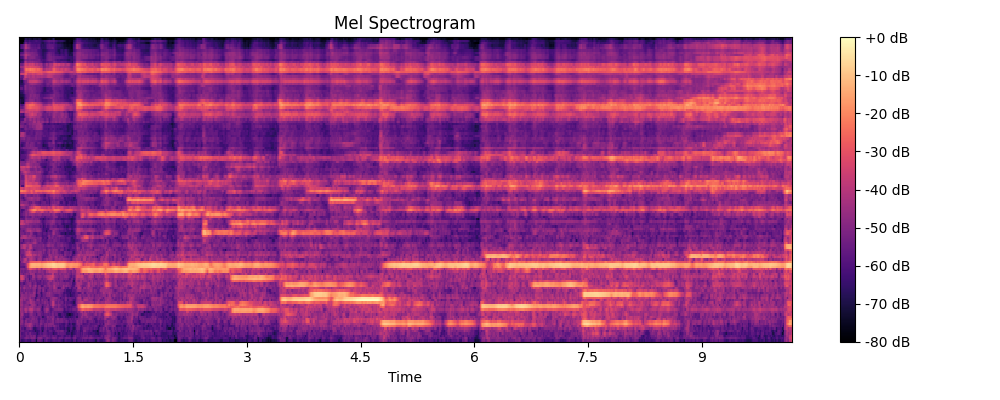 Mel Spectrogram
+0 dB
-10 dB
-20 dB
-30 dB
-40 dB
-50 dB
-60 dB
-70 dB
-80 dB
0 1.5 3 4.5 6 7.5 9
Time